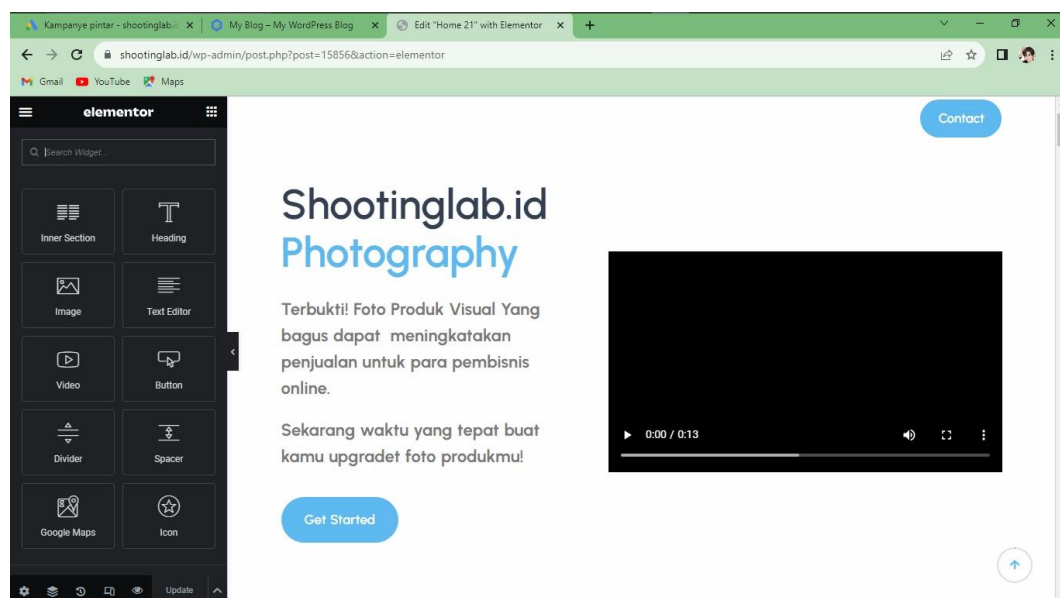 Kampanye pintar - shootinglab.ic
My Blog – My WordPress Blog
Edit "Home 21" with Elementor
shootinglab.id/wp-admin/post.php?post=15856&action=elementor
Gmail
YouTube
Maps
elementor
Search Widget...
Inner Section
Heading
Image
Text Editor
Video
Button
Divider
Spacer
Google Maps
Icon
Update
Contact
Shootinglab.id
Photography
Terbukti! Foto Produk Visual Yang
bagus dapat meningkatakan
penjualan untuk para pembisnis
online.
Sekarang waktu yang tepat buat
kamu upgradet foto produkmu!
Get Started
0:00 / 0:13